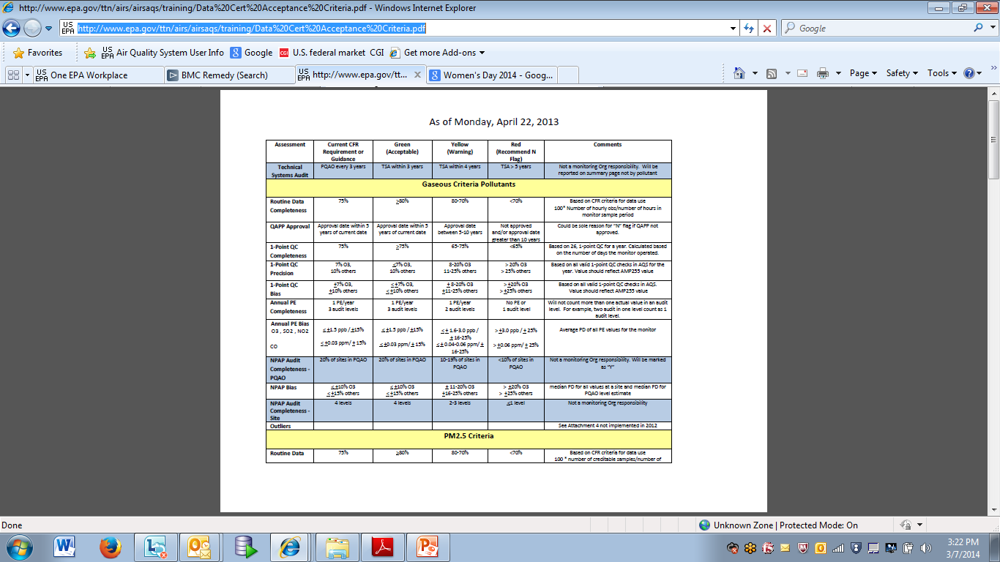 http://www.epa.gov/ttn/airs/airsaqs/training/Data%20Cert%20Acceptance%20Criteria.pdf - Windows Internet Explorer
US EPA http://www.epa.gov/ttn/airs/airsaqs/training/Data%20Cert%20Acceptance%20Criteria.pdf Google
Favorites US EPA Air Quality System User Info Google CGI U.S. federal market CGI Get more Add-ons
US EPA One EPA Workplace BMC Remedy (Search) US EPA http://www.epa.gov/tt... Women's Day 2014 - Goog... Page Safety Tools
As of Monday, April 22, 2013
Assessment
Current CFR
Requirement or
Guidance
Green
(Acceptable)
Yellow
(Warning)
Red
(Recommend N
Flag)
Comments
Technical
Systems Audit
PQAO every 3 years
TSA within 3 years
TSA within 4 years
TSA > 5 years
Not a monitoring Org responsibility. Will be
reported on summary page not by pollutant
Gaseous Criteria Pollutants
Routine Data
Completeness
75%
≥80%
80-70%
<70%
Based on CFR criteria for data use
100* Number of hourly obs/number of hours in
monitor sample period
QAPP Approval
Approval date within 5
years of current date
Approval date within 5
years of current date
Approval date
between 5-10 years
Not approved
and/or approval date
greater than 10 years
Could be sole reason for "N" flag if QAPP not
approved.
1-Point QC
Completeness
75%
≥75%
65-75%
<65%
Based on 26, 1-point QC for a year. Calculated based
on the number of days the monitor operated.
1-Point QC
Precision
7% O3,
10% others
≤7% O3,
10% others
8-20% O3
11-25% others
> 20% O3
> 25% others
Based on all valid 1-point QC checks in AQS for the
year. Value should reflect AMP255 value
1-Point QC
Bias
±7% O3,
±10% others
≤ ±7% O3,
≤ ±10% others
± 8-20% O3
±11-25% others
> ±20% O3
> ±25% others
Based on all valid 1-point QC checks in AQS.
Value should reflect AMP255 value
Annual PE
Completeness
1 PE/year
3 audit levels
1 PE/year
3 audit levels
1 PE/year
2 audit levels
No PE or
1 audit level
Will not count more than one actual value in an audit
level. For example, two audit in one level count as 1
audit level.
Annual PE Bias
O3 , SO2 , NO2
CO
≤ ±1.5 ppb / ±15%
≤ ±0.03 ppm/ ± 15%
≤ ±1.5 ppb / ±15%
≤ ±0.03 ppm/ ± 15%
≤ ± 1.6-3.0 ppb /
± 16-25%
≤ ± 0.04-0.06 ppm/ ±
16-25%
> ±3.0 ppb / ± 25%
> ±0.06 ppm/ ± 25%
Average PD of all PE values for the monitor
NPAP Audit
Completeness -
PQAO
20% of sites in PQAO
20% of sites in PQAO
10-19% of sites in
PQAO
<10% of sites in
PQAO
Not a monitoring Org responsibility. Will be marked
as "Y"
NPAP Bias
≤ ±10% O3
≤ ±15% others
≤ ±10% O3
≤ ±15% others
± 11-20% O3
±16-25% others
> ±20% O3
> ±25% others
median PD for all values at a site and median PD for
PQAO level estimate
NPAP Audit
Completeness -
Site
4 levels
4 levels
2-3 levels
≤1 level
Not a monitoring Org responsibility
Outliers
See Attachment 4 not implemented in 2012
PM2.5 Criteria
Routine Data
75%
≥80%
80-70%
<70%
Based on CFR criteria for data use
100 * number of creditable samples/number of
Done Unknown Zone | Protected Mode: On
3:22 PM
3/7/2014